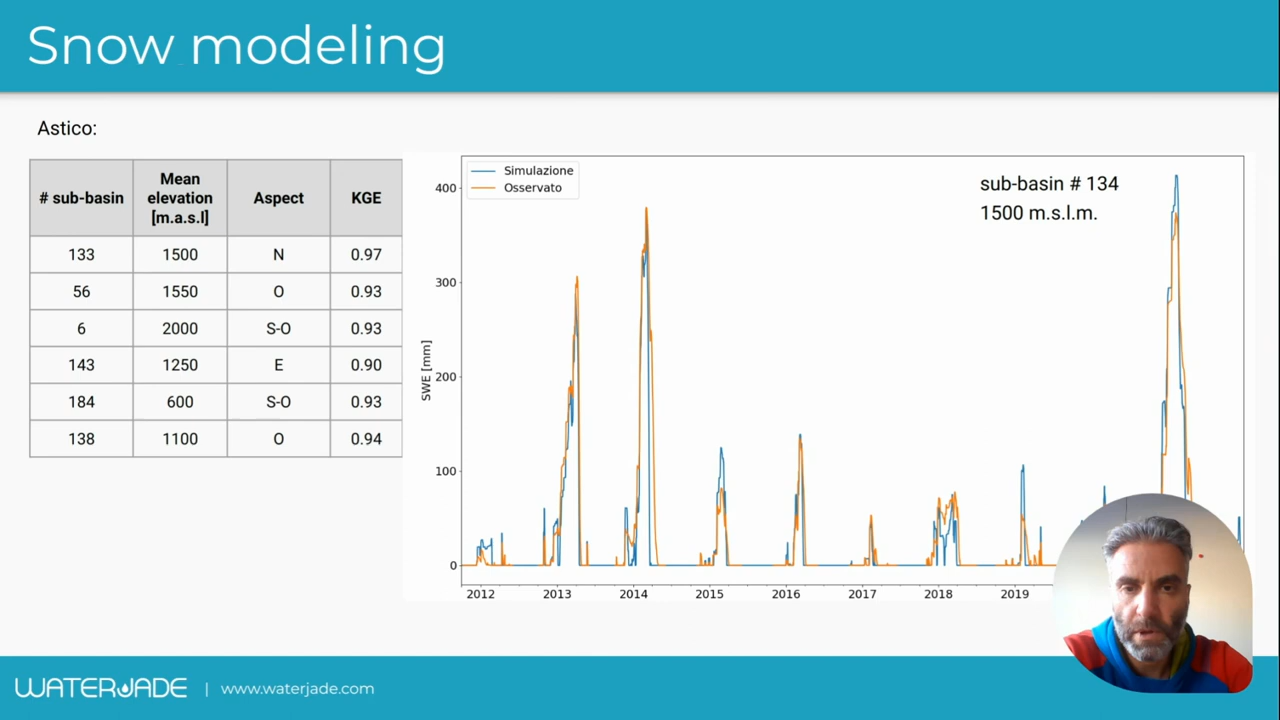 Snow modeling
Astico:
# sub-basin Mean elevation [m.a.s.l] Aspect KGE
133 1500 N 0.97
56 1550 O 0.93
6 2000 S-O 0.93
143 1250 E 0.90
184 600 S-O 0.93
138 1100 O 0.94
Simulazione
Osservato
sub-basin # 134
1500 m.s.l.m.
SWE [mm]
400
300
200
100
0
2012 2013 2014 2015 2016 2017 2018 2019
WATERJADE | www.waterjade.com